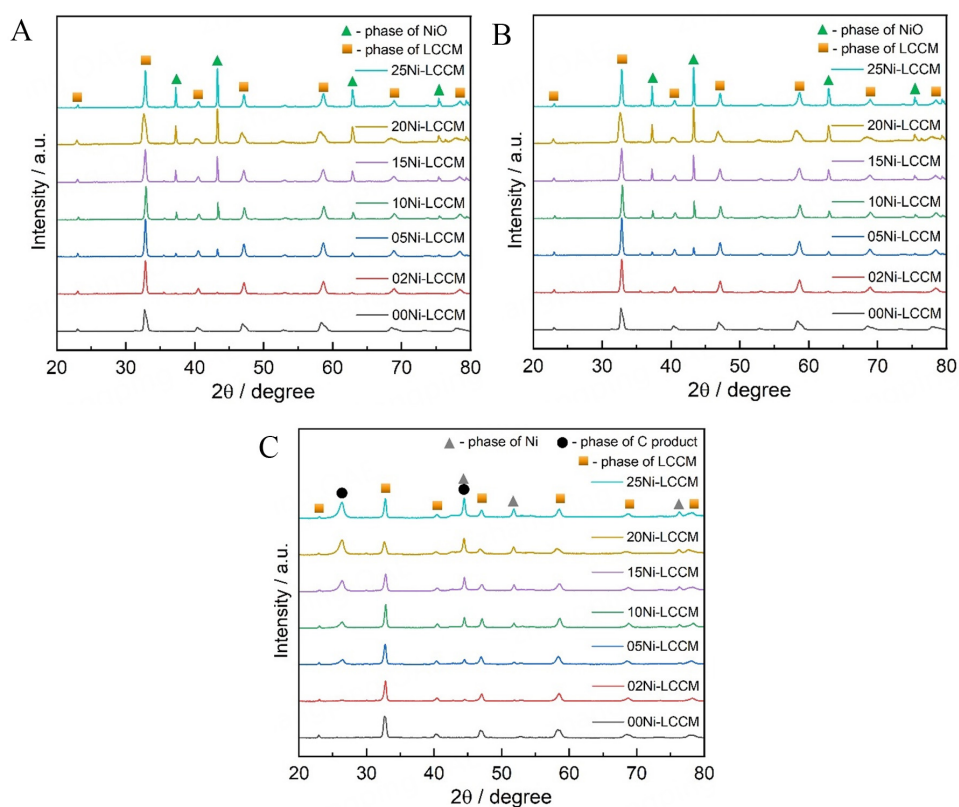 A
- phase of NiO
- phase of LCCM
25Ni-LCCM
20Ni-LCCM
15Ni-LCCM
10Ni-LCCM
05Ni-LCCM
02Ni-LCCM
00Ni-LCCM
Intensity / a.u.
20 30 40 50 60 70 80
2θ / degree
B
- phase of NiO
- phase of LCCM
25Ni-LCCM
20Ni-LCCM
15Ni-LCCM
10Ni-LCCM
05Ni-LCCM
02Ni-LCCM
00Ni-LCCM
Intensity / a.u.
20 30 40 50 60 70 80
2θ / degree
C
- phase of Ni - phase of C product
- phase of LCCM
25Ni-LCCM
20Ni-LCCM
15Ni-LCCM
10Ni-LCCM
05Ni-LCCM
02Ni-LCCM
00Ni-LCCM
Intensity / a.u.
20 30 40 50 60 70 80
2θ / degree